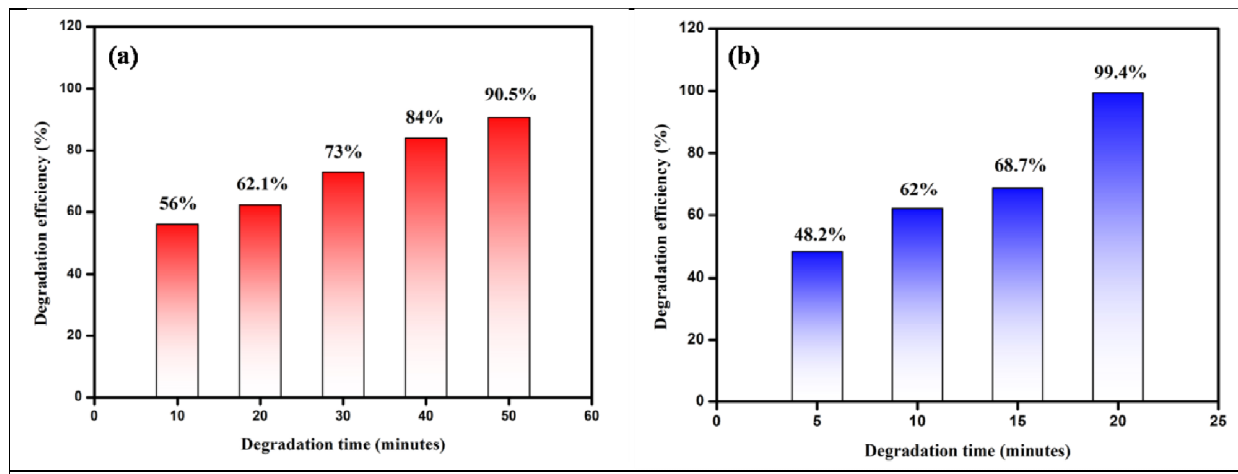 (a)
Degradation efficiency (%)
120
100
80
60
40
20
0
56%
62.1%
73%
84%
90.5%
0 10 20 30 40 50 60
Degradation time (minutes)
(b)
Degradation efficiency (%)
120
100
80
60
40
20
0
48.2%
62%
68.7%
99.4%
0 5 10 15 20 25
Degradation time (minutes)